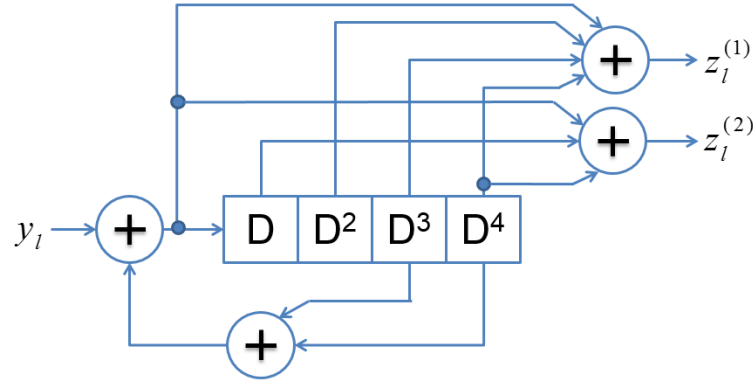 + z_l^(1)
+ z_l^(2)
y_l + D D² D³ D⁴
+